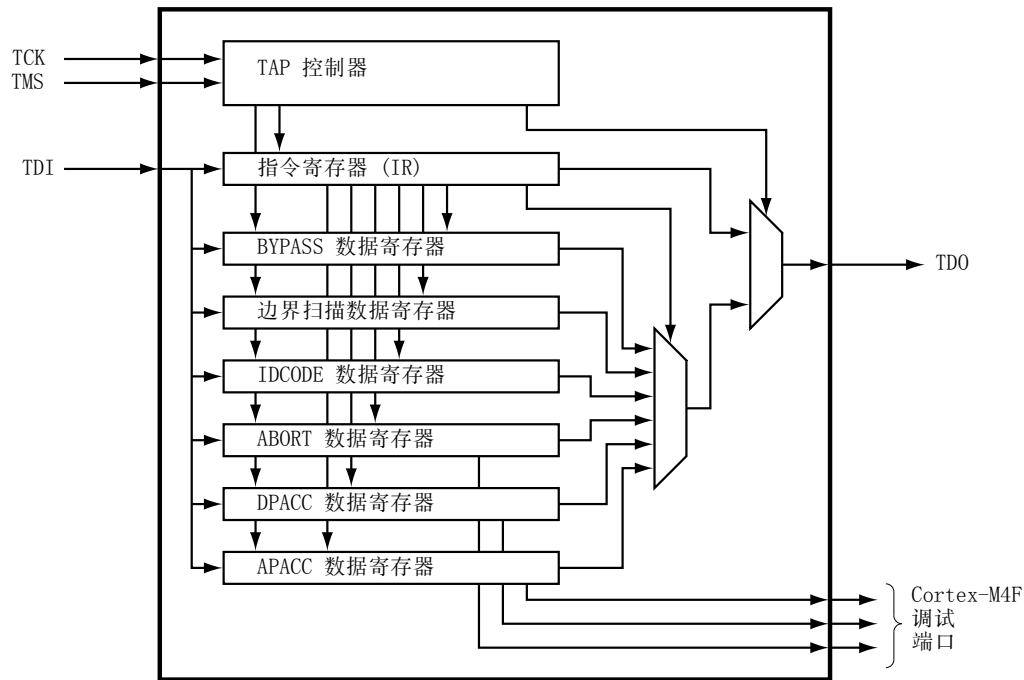 TCK
TMS
TAP 控制器
TDI
指令寄存器 (IR)
BYPASS 数据寄存器
TDO
边界扫描数据寄存器
IDCODE 数据寄存器
ABORT 数据寄存器
DPACC 数据寄存器
APACC 数据寄存器
Cortex-M4F
调试
端口